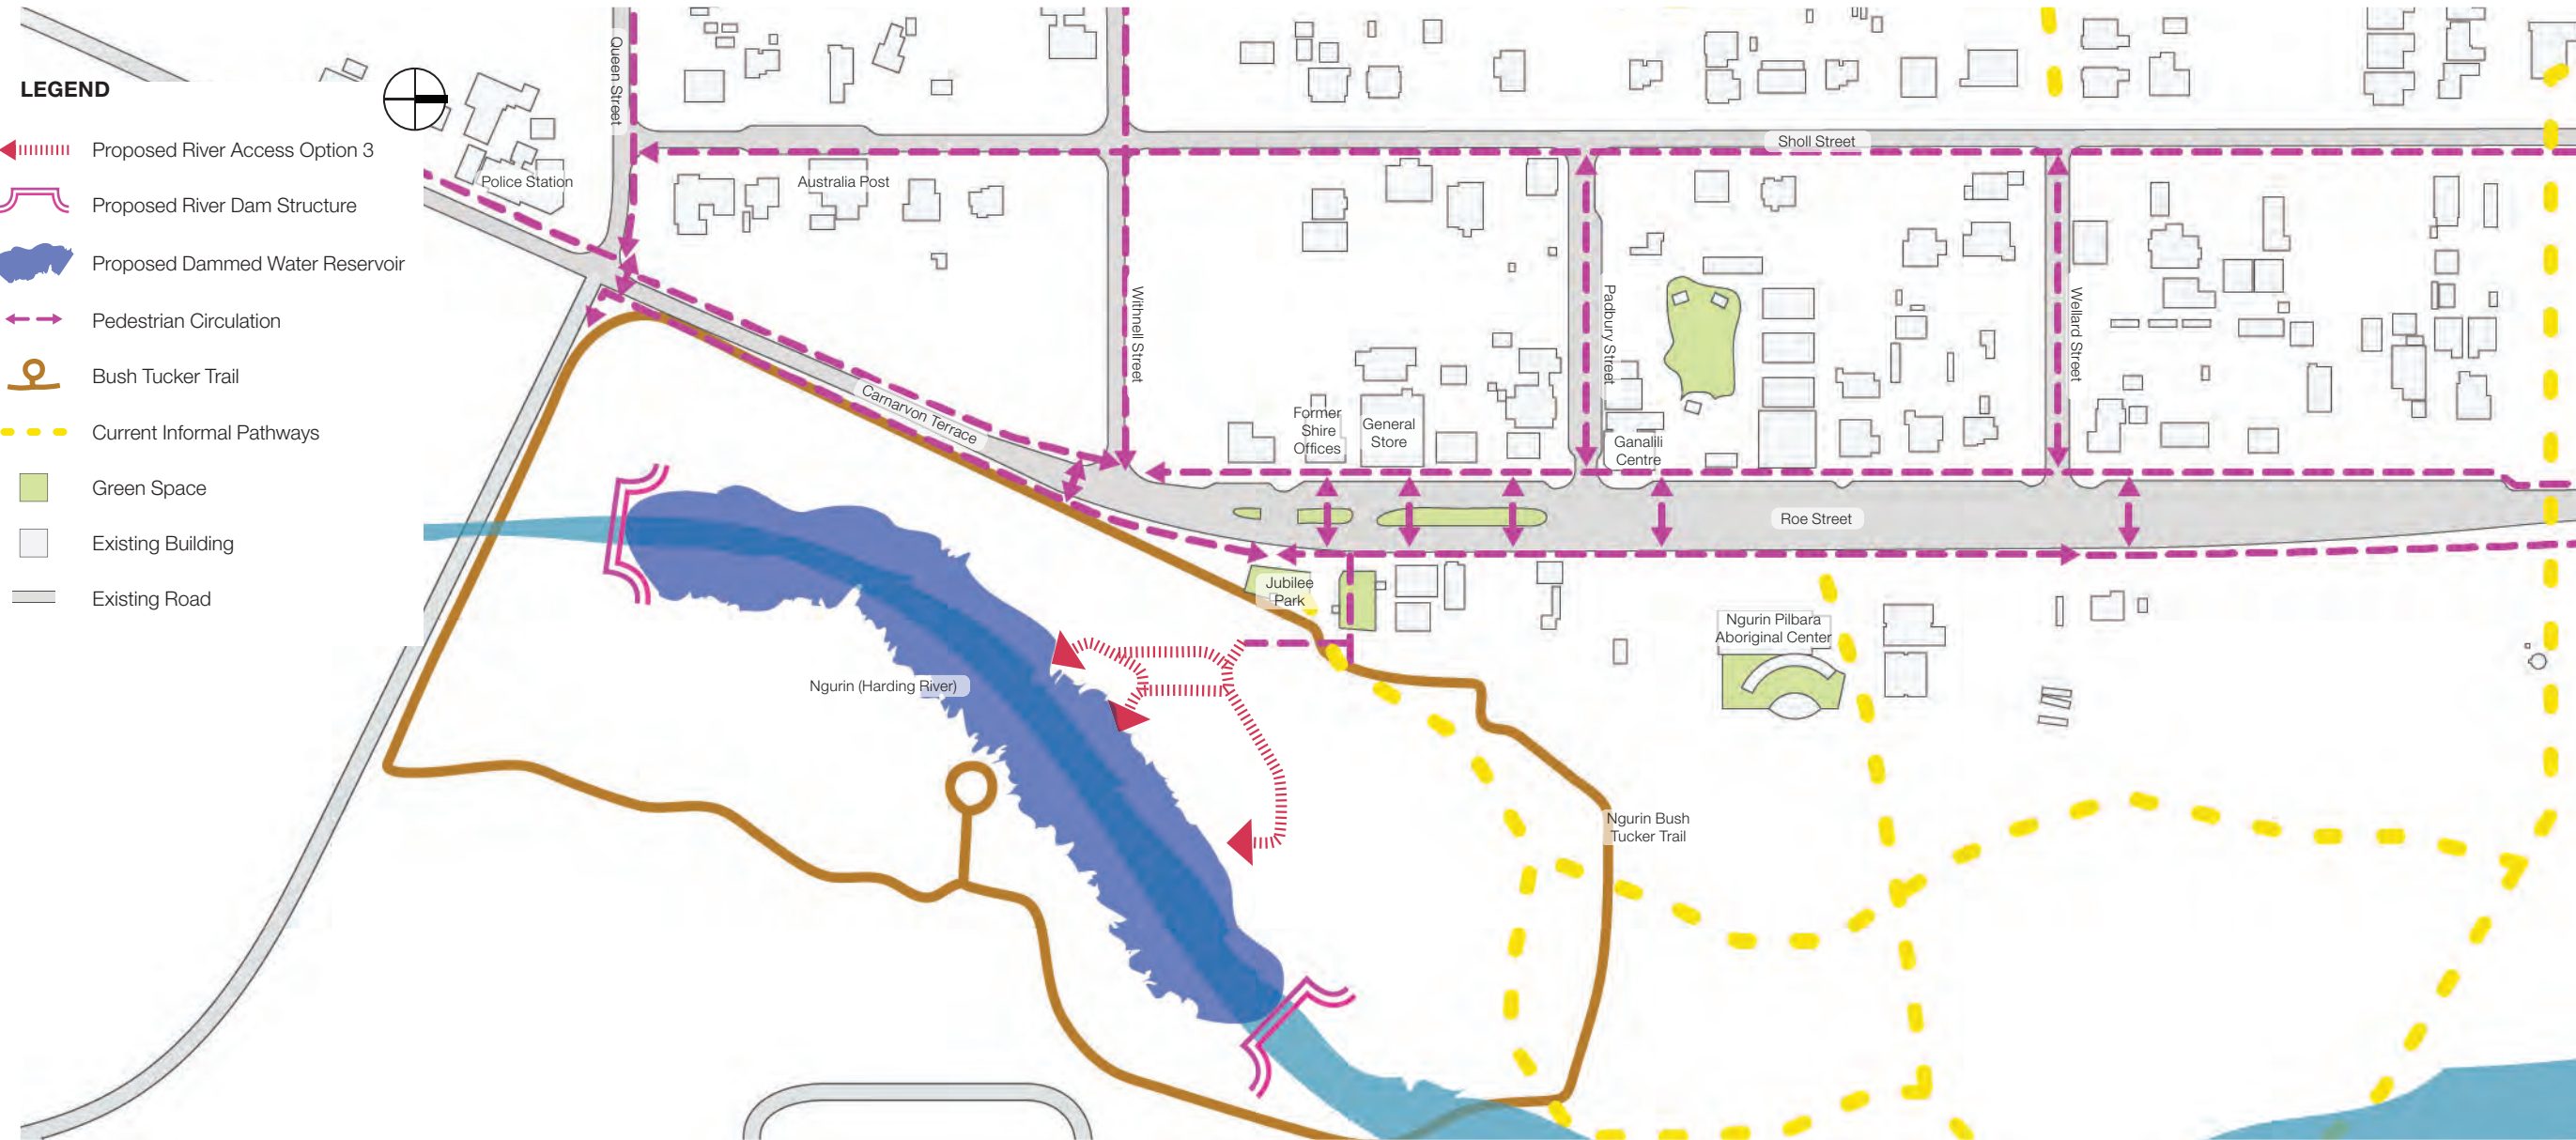 LEGEND
Proposed River Access Option 3
Proposed River Dam Structure
Proposed Dammed Water Reservoir
Pedestrian Circulation
Bush Tucker Trail
Current Informal Pathways
Green Space
Existing Building
Existing Road
Queen Street
Police Station
Australia Post
Sholl Street
Withnell Street
Padbury Street
Wellard Street
Carnarvon Terrace
Former
Shire
Offices
General
Store
Ganalili
Centre
Roe Street
Jubilee
Park
Ngurin Pilbara
Aboriginal Center
Ngurin (Harding River)
Ngurin Bush
Tucker Trail